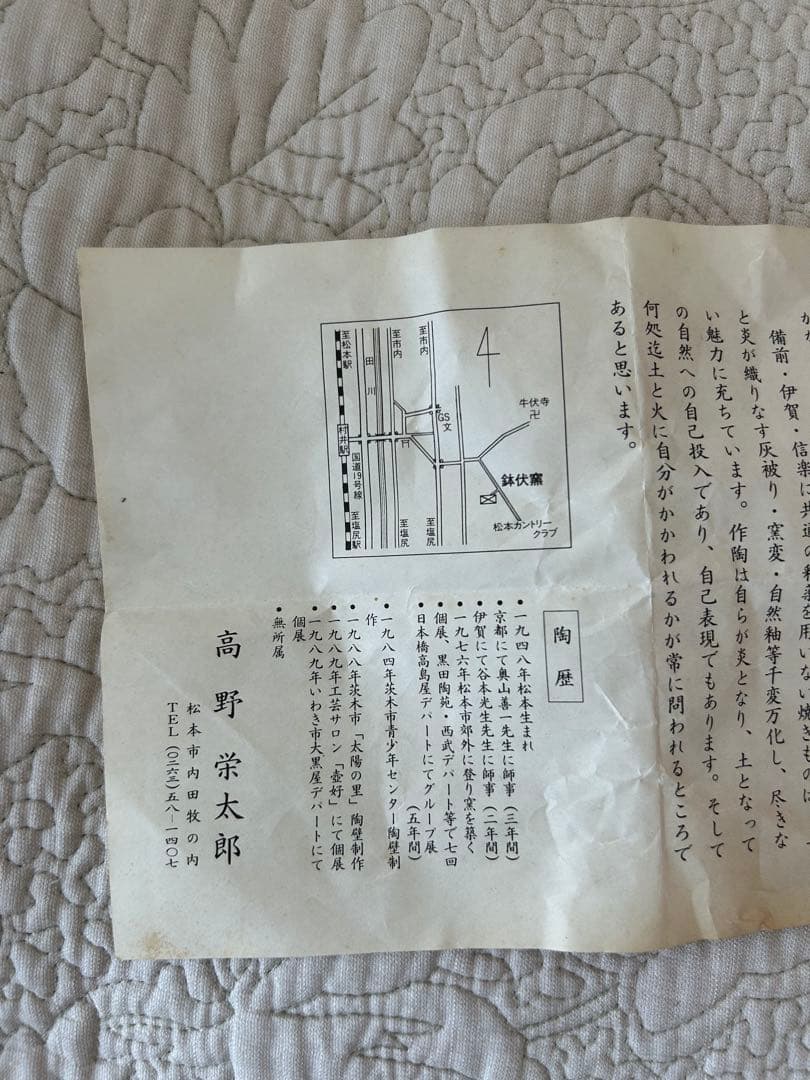 備前・伊賀・信楽に共通の釉薬を用いない焼きものは、
と炎が織りなす灰被り・窯変・自然釉等千変万化し、尽きな
い魅力に充ちています。作陶は自らが炎となり、土となって
の自然への自己投入であり、自己表現でもあります。そして
何処迄土と火に自分がかかわれるかが常に問われるところで
あると思います。
至松本駅
田川
至市内
至市内
村井駅
GS
文
牛伏寺
卍
鉢伏窯
国道19号線
至塩尻駅
至塩尻
至塩尻
松本カントリー
クラブ
陶歴
●一九四八年松本生まれ
●京都にて奥山善一先生に師事(三年間)
●伊賀にて谷本光生先生に師事(二年間)
●一九七六年松本市郊外に登り窯を築く
●個展、黒田陶苑・西武デパート等で七回
●日本橋高島屋デパートにてグループ展
(五年間)
●一九八四年茨木市青少年センター陶壁制
作
●一九八八年茨木市「太陽の里」陶壁制作
●一九八九年工芸サロン「壺好」にて個展
●一九八九年いわき市大黒屋デパートにて
個展
●無所属
高野栄太郎
松本市内田牧の内
TEL(〇二六三)五八―一四〇七